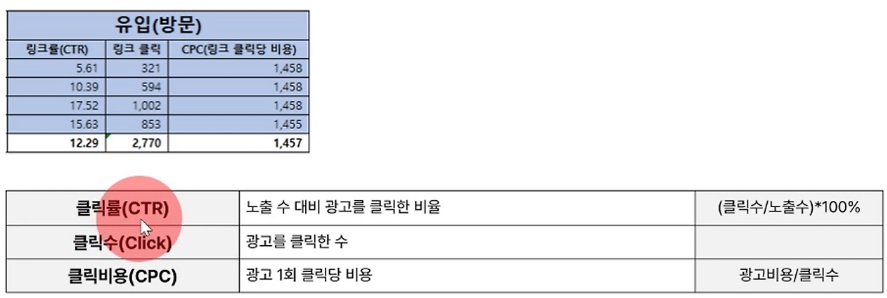 유입(방문)
링크률(CTR) 링크 클릭 CPC(링크 클릭당 비용)
5.61 321 1,458
10.39 594 1,458
17.52 1,002 1,458
15.63 853 1,455
12.29 2,770 1,457
클릭률(CTR) 노출 수 대비 광고를 클릭한 비율 (클릭수/노출수)*100%
클릭수(Click) 광고를 클릭한 수
클릭비용(CPC) 광고 1회 클릭당 비용 광고비용/클릭수